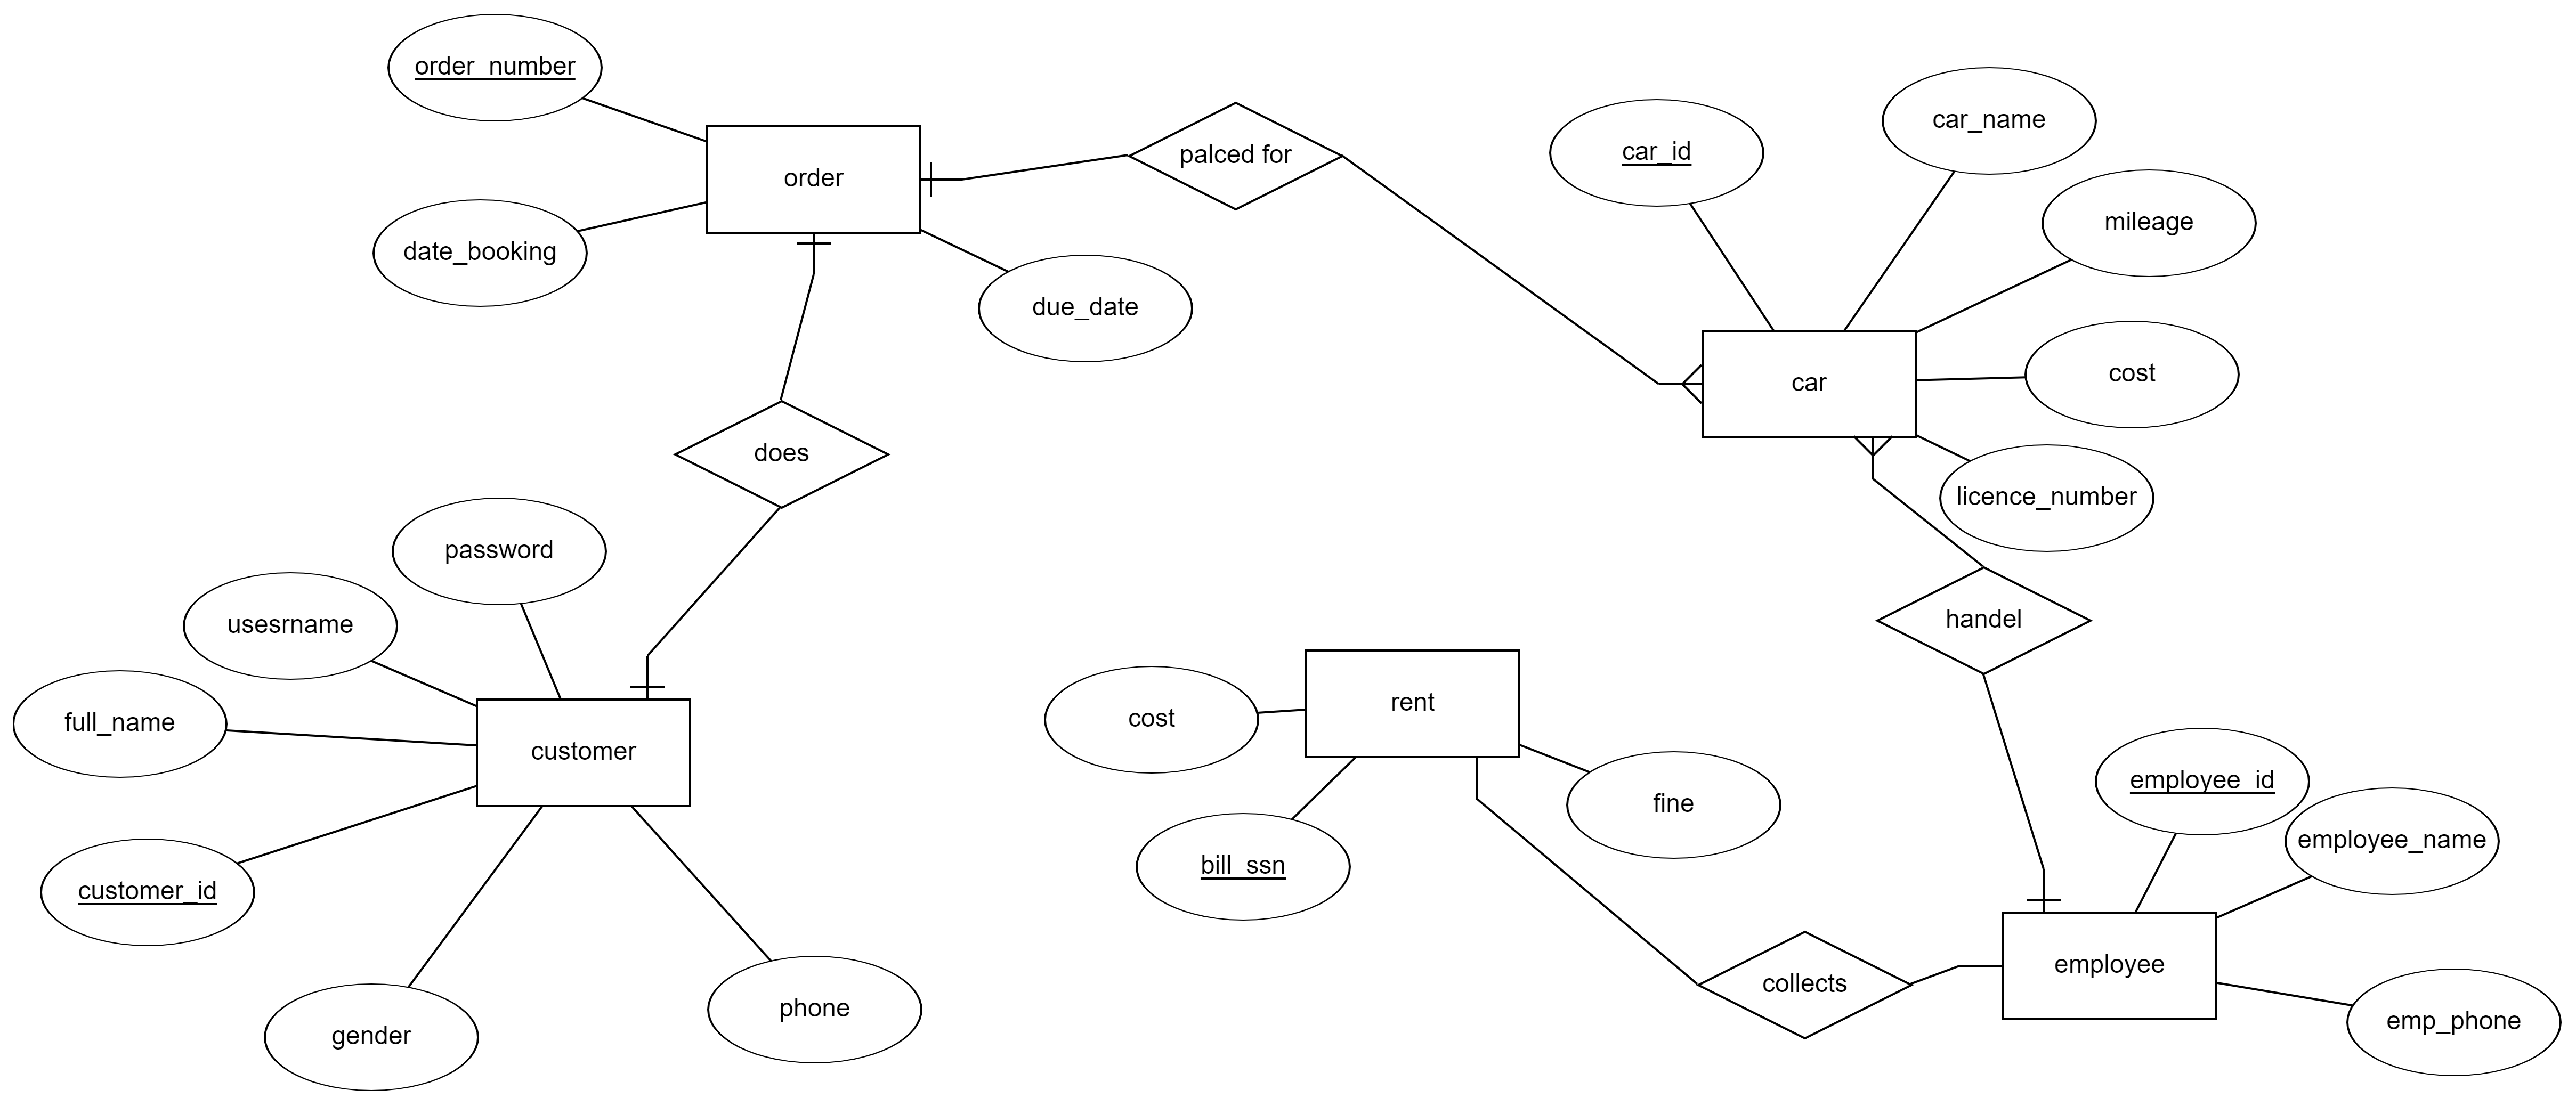 order_number
car_name
car_id
palced for
order
mileage
date_booking
due_date
cost
car
does
licence_number
password
handel
usesrname
rent
cost
full_name
customer
employee_id
fine
employee_name
bill_ssn
customer_id
employee
collects
phone
emp_phone
gender